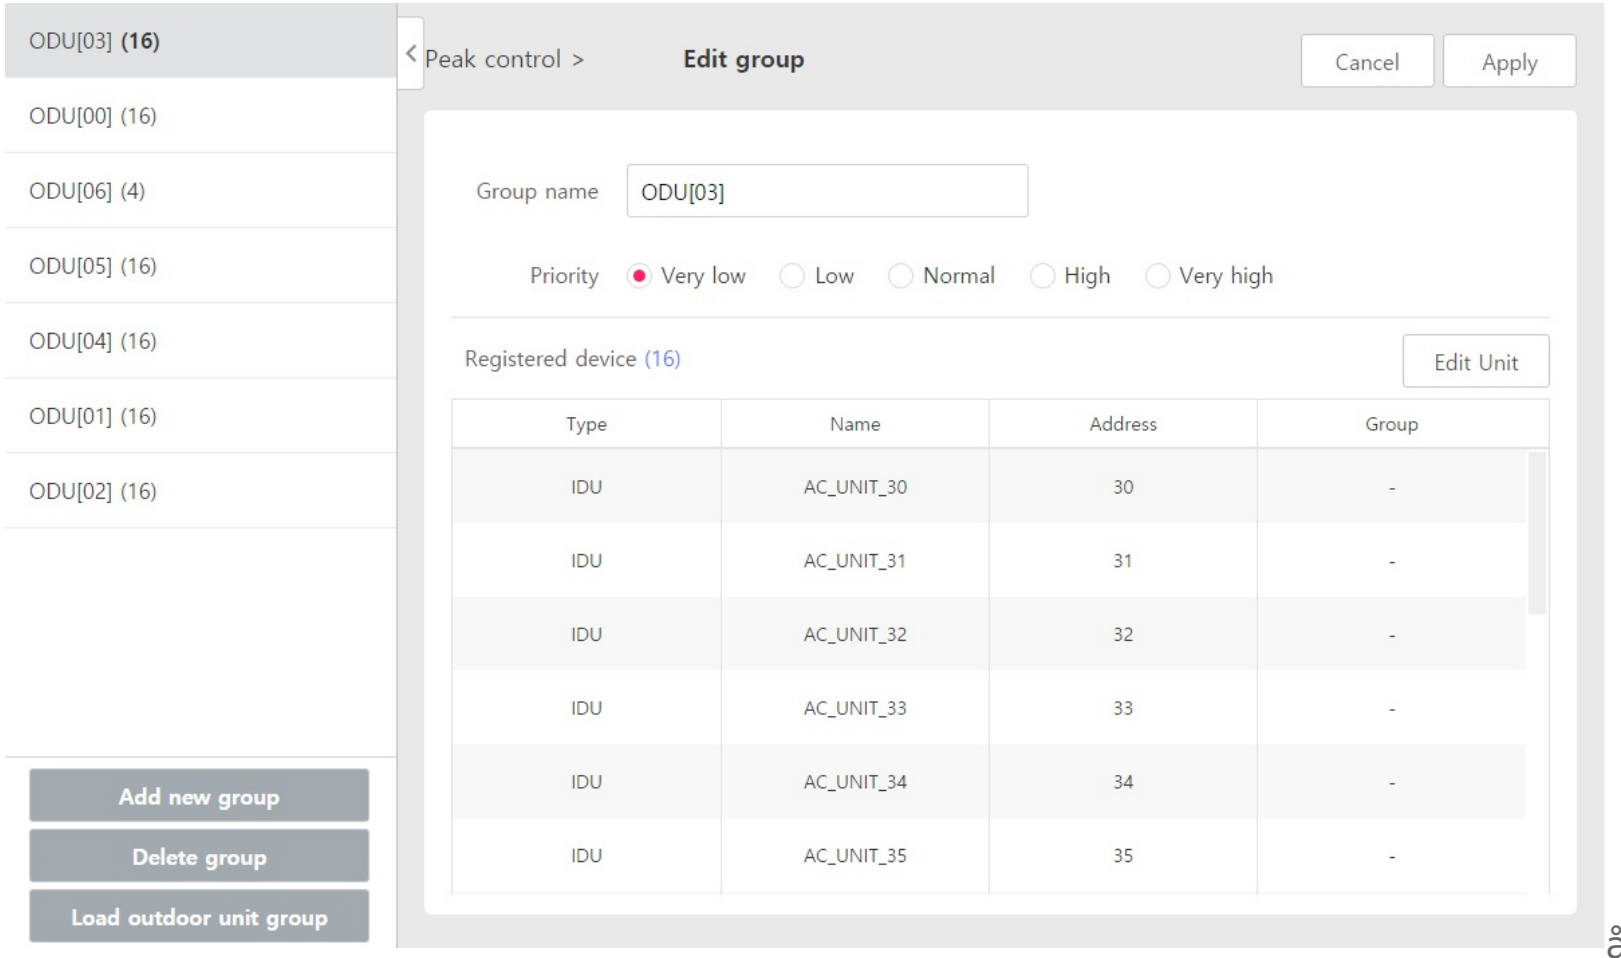 ODU[03] (16)
ODU[00] (16)
ODU[06] (4)
ODU[05] (16)
ODU[04] (16)
ODU[01] (16)
ODU[02] (16)
Add new group
Delete group
Load outdoor unit group
< Peak control > Edit group Cancel Apply
Group name ODU[03]
Priority Very low Low Normal High Very high
Registered device (16) Edit Unit
Type Name Address Group
IDU AC_UNIT_30 30 -
IDU AC_UNIT_31 31 -
IDU AC_UNIT_32 32 -
IDU AC_UNIT_33 33 -
IDU AC_UNIT_34 34 -
IDU AC_UNIT_35 35 -